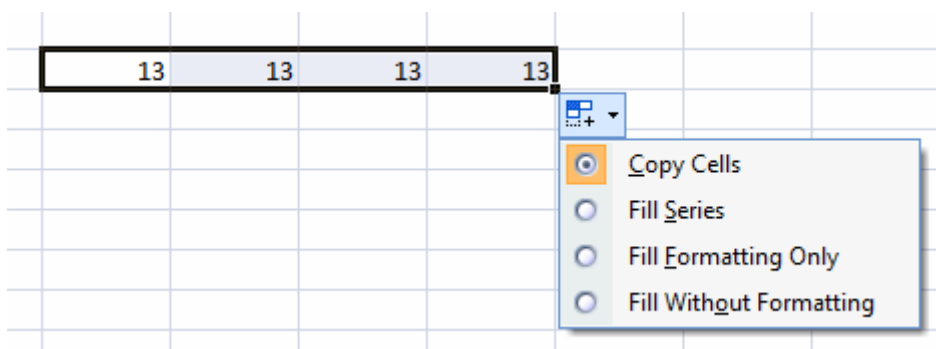 13 13 13 13
Copy Cells
Fill Series
Fill Formatting Only
Fill Without Formatting